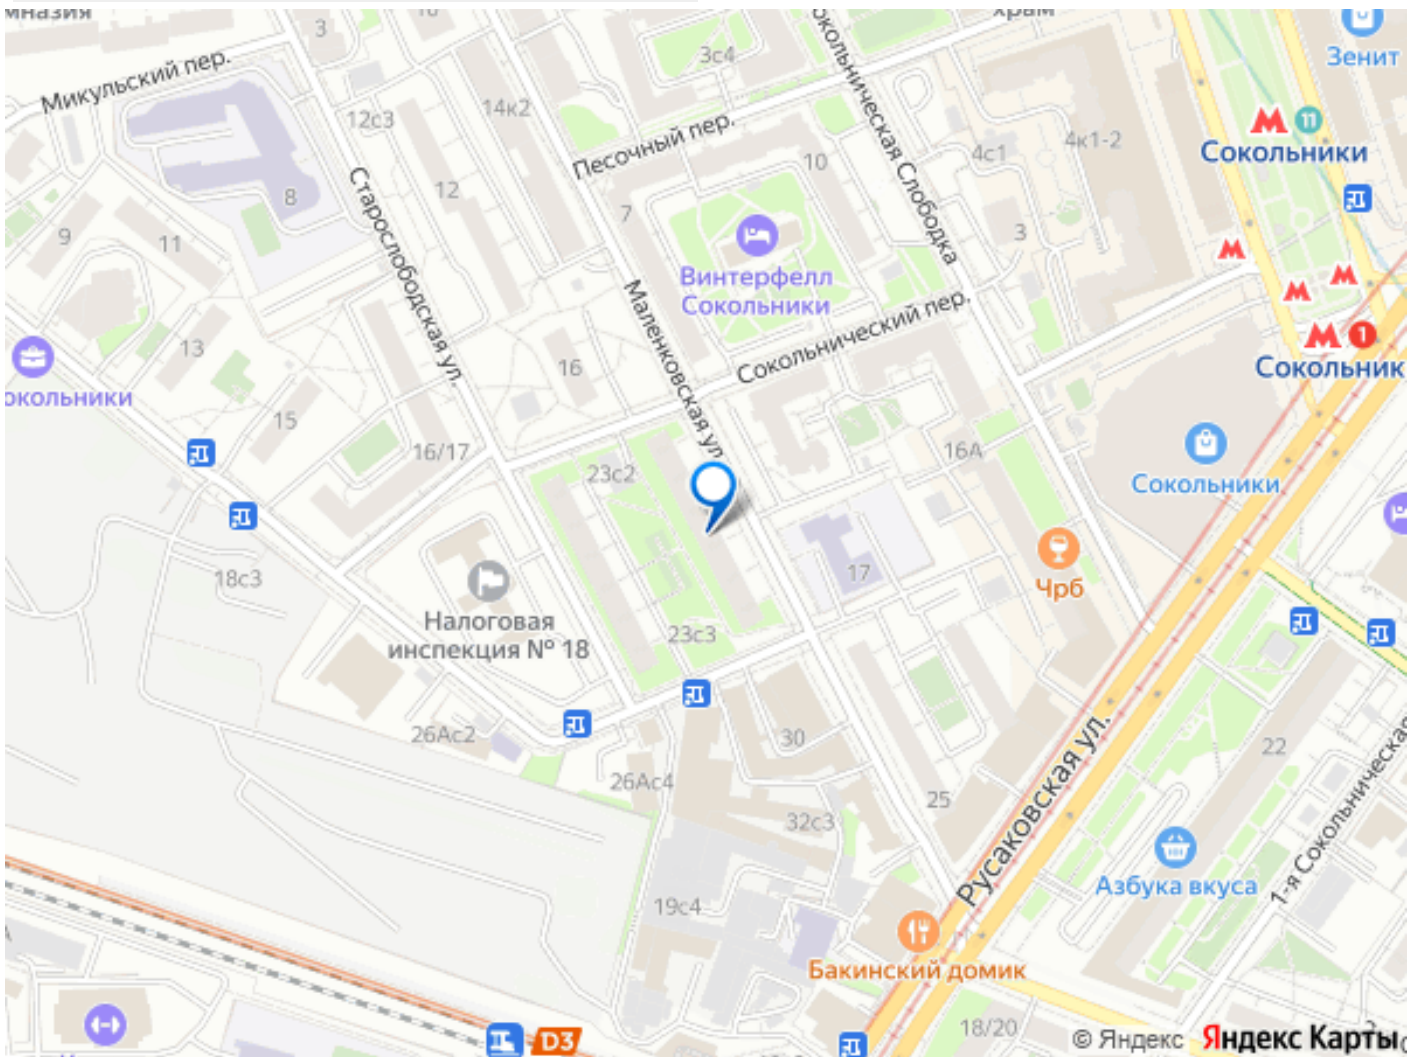 3
3с4
храм
Зенит
Микульский пер.
12с3
14к2
Песочный пер.
Сокольническая Слободка
4с1
4к1-2
11
Сокольники
Старослободская ул.
12
10
8
7
3
9
11
Винтерфелл
Сокольники
Маленковская ул.
Сокольнический пер.
1
Сокольник
13
16
окольники
15
16/17
23с2
16А
Сокольники
18с3
17
Чрб
Налоговая
инспекция № 18
23с3
26Ас2
30
22
26Ас4
25
32с3
Русаковская ул.
1-я Сокольническая
Азбука вкуса
19с4
Бакинский домик
18/20
D3
© Яндекс Яндекс Карты